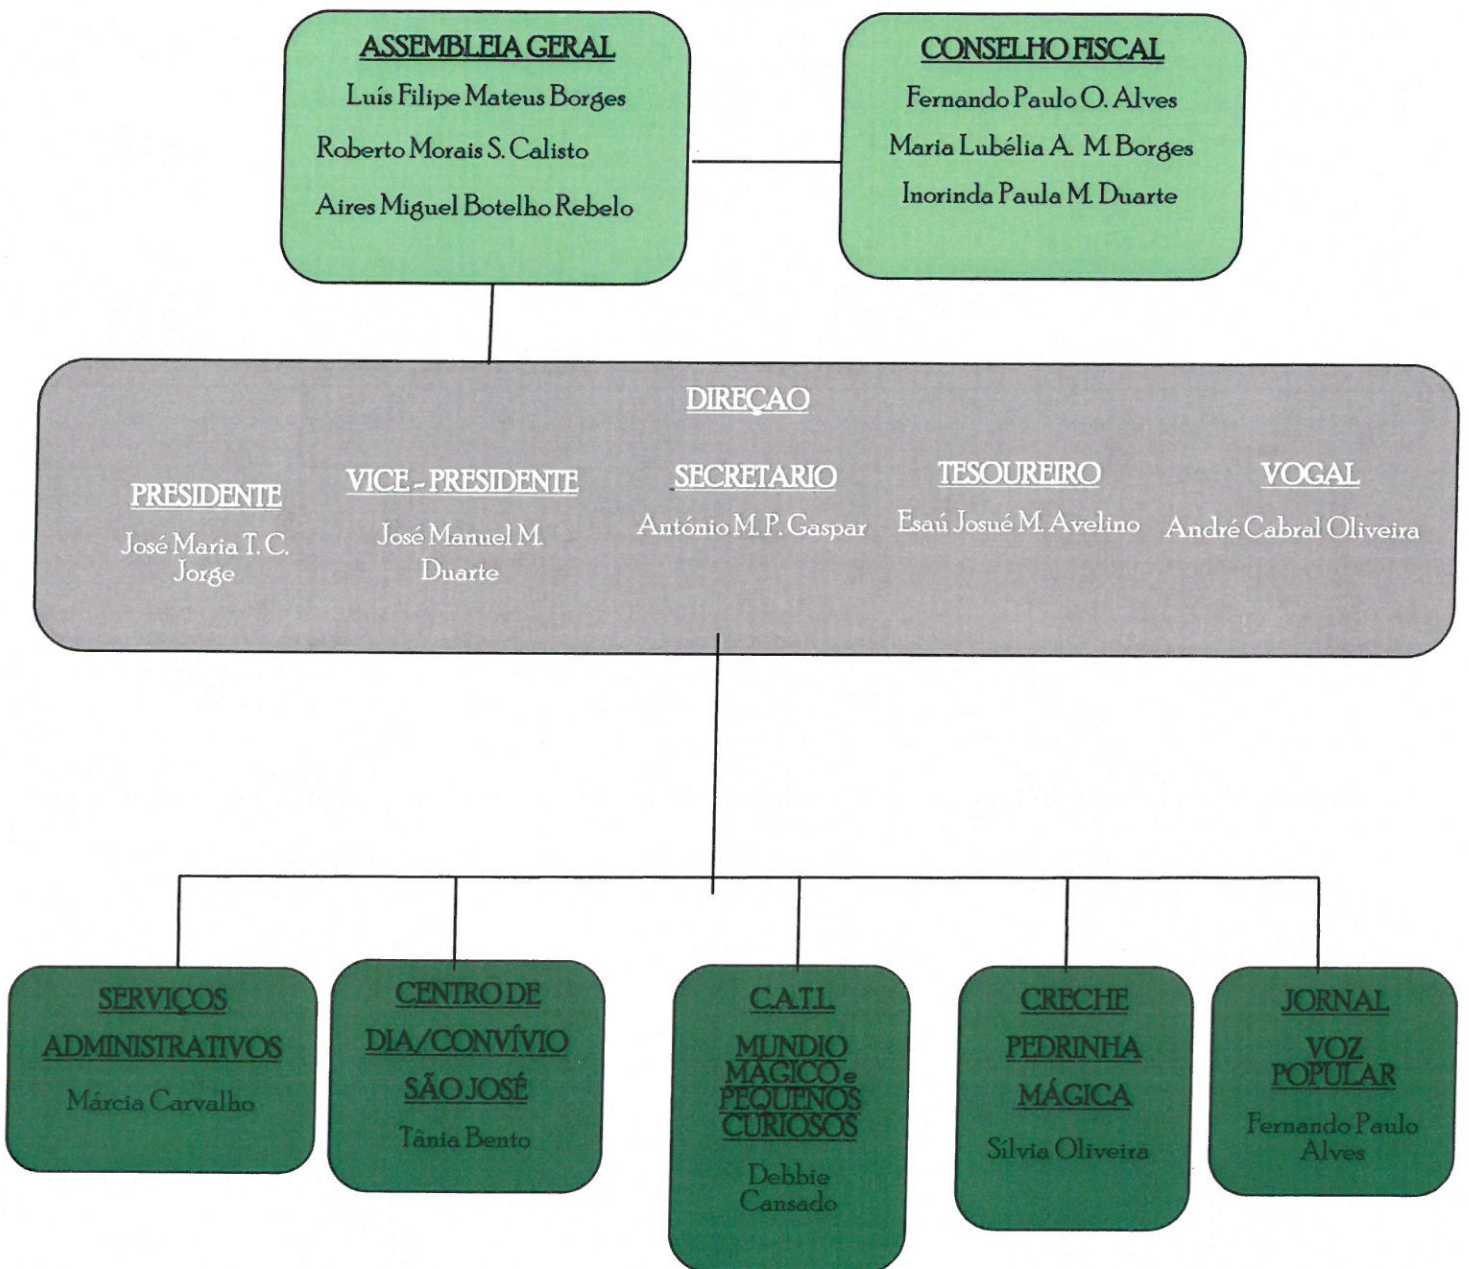 ASSEMBLEIA GERAL
Luís Filipe Mateus Borges
Roberto Morais S. Calisto
Aires Miguel Botelho Rebelo
CONSELHO FISCAL
Fernando Paulo O. Alves
Maria Lubélia A. M. Borges
Inorinda Paula M. Duarte
DIREÇAO
PRESIDENTE
José Maria T. C.
Jorge
VICE - PRESIDENTE
José Manuel M.
Duarte
SECRETARIO
António M. P. Gaspar
TESOUREIRO
Esaú Josué M. Avelino
VOGAL
André Cabral Oliveira
SERVIÇOS
ADMINISTRATIVOS
Márcia Carvalho
CENTRO DE
DIA/CONVÍVIO
SÃO JOSÉ
Tânia Bento
C.A.T.L.
MUNDIO
MÁGICO e
PEQUENOS
CURIOSOS
Debbie
Cansado
CRECHE
PEDRINHA
MÁGICA
Sílvia Oliveira
JORNAL
VOZ
POPULAR
Fernando Paulo
Alves